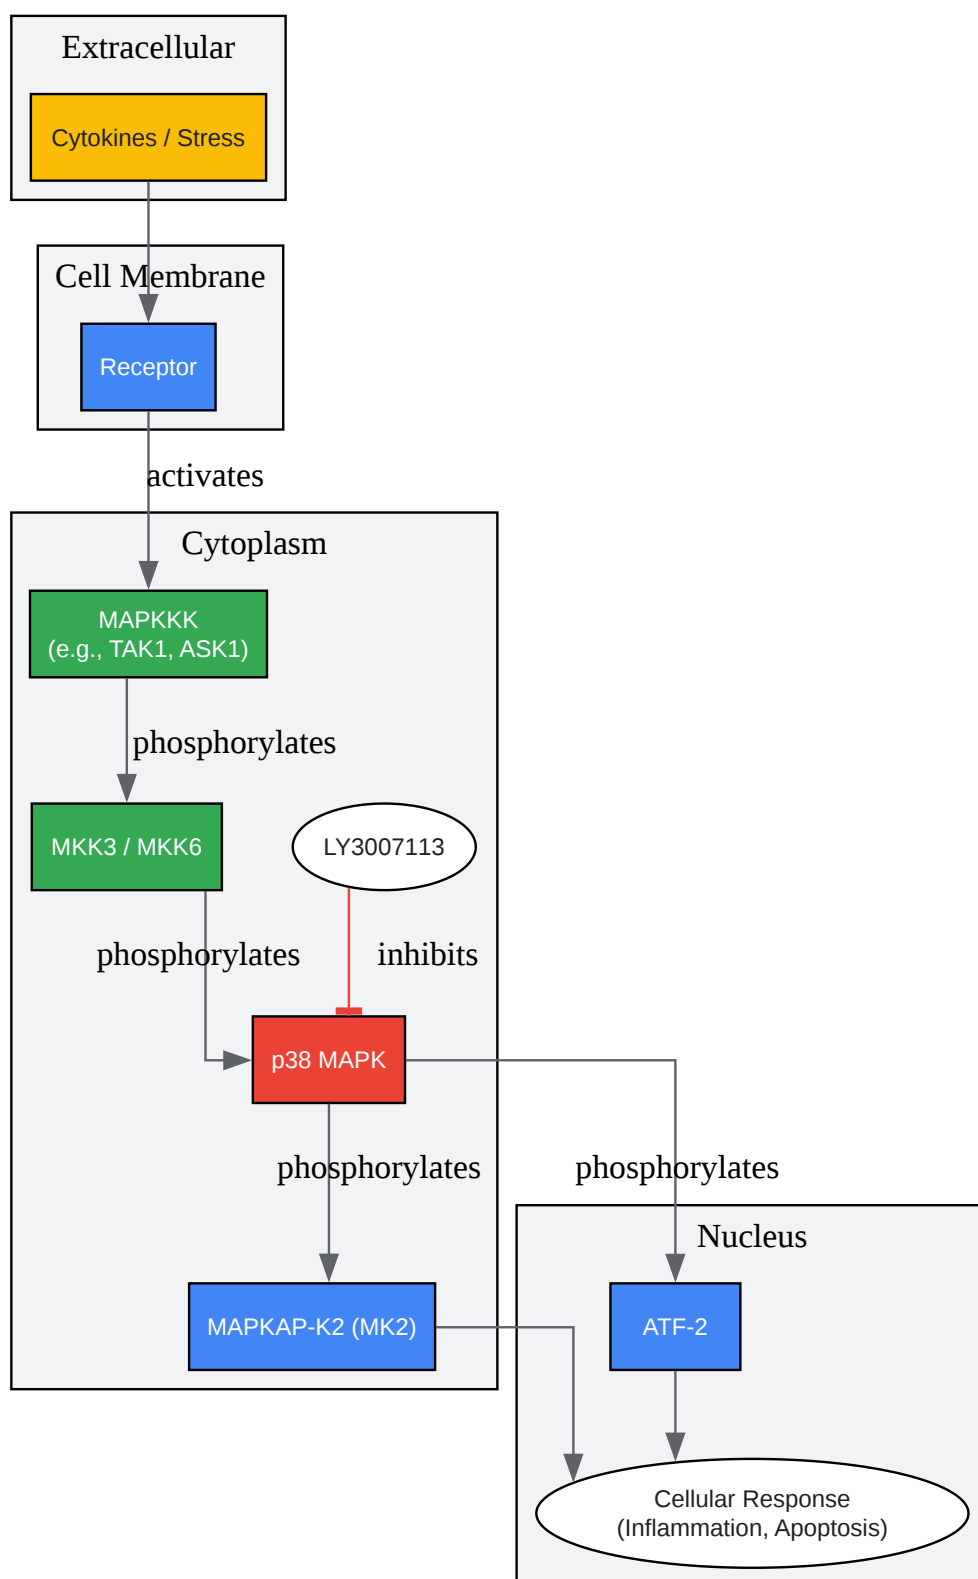 Extracellular
Cytokines / Stress
Cell Membrane
Receptor
activates
Cytoplasm
MAPKKK
(e.g., TAK1, ASK1)
phosphorylates
MKK3 / MKK6
LY3007113
phosphorylates
inhibits
p38 MAPK
phosphorylates
phosphorylates
Nucleus
MAPKAP-K2 (MK2)
ATF-2
Cellular Response
(Inflammation, Apoptosis)